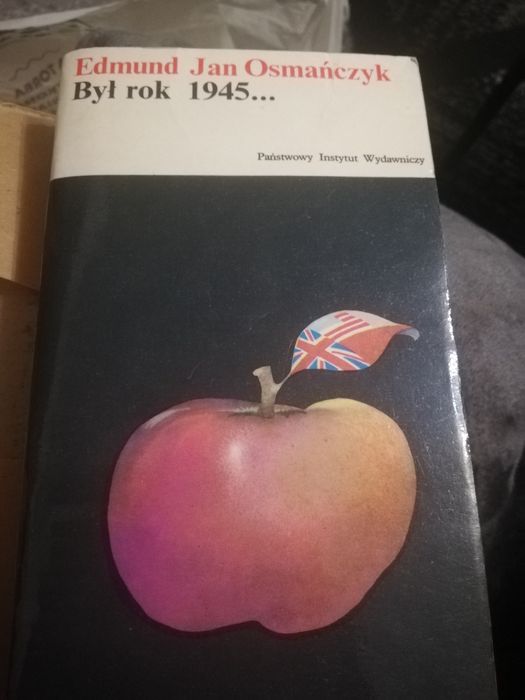 Edmund Jan Osmańczyk
Był rok 1945...
Państwowy Instytut Wydawniczy